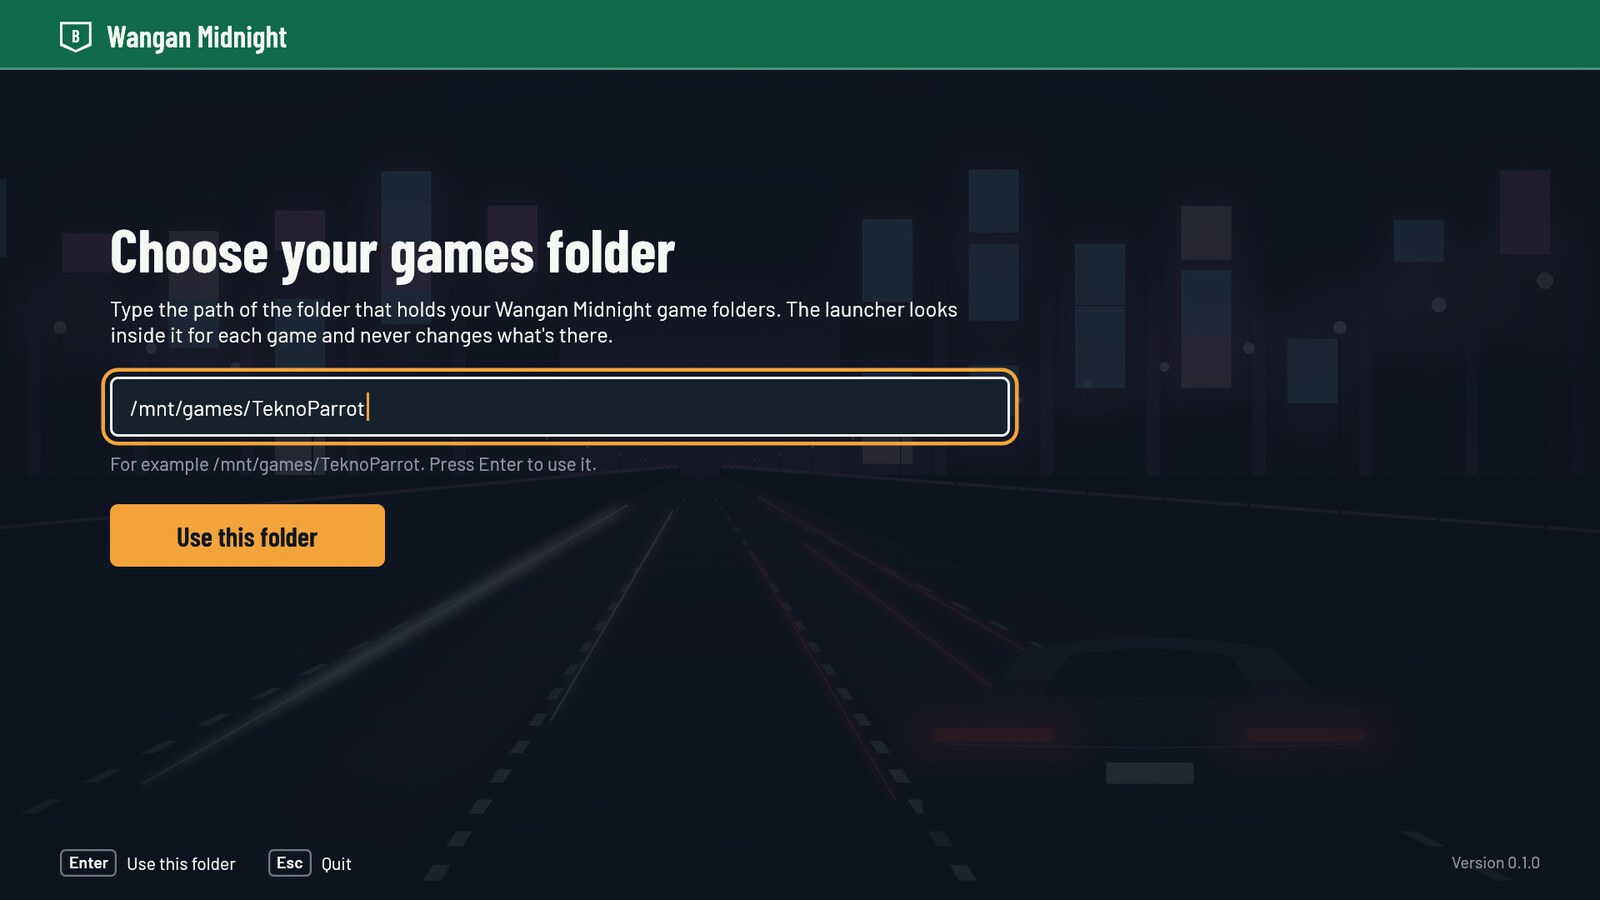 B Wangan Midnight
Choose your games folder
Type the path of the folder that holds your Wangan Midnight game folders. The launcher looks
inside it for each game and never changes what's there.
/mnt/games/TeknoParrot
For example /mnt/games/TeknoParrot. Press Enter to use it.
Use this folder
Enter Use this folder Esc Quit
Version 0.1.0